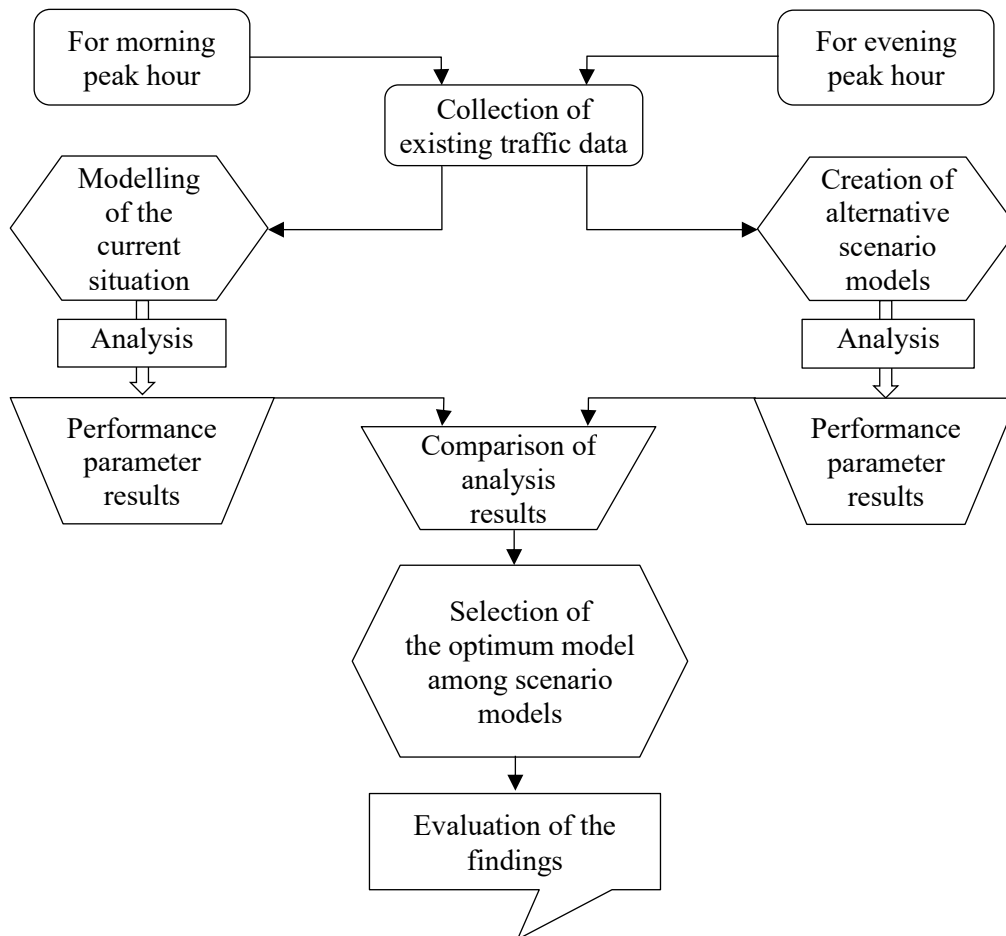 For morning
peak hour
For evening
peak hour
Collection of
existing traffic data
Modelling
of the
current
situation
Creation of
alternative
scenario
models
Analysis
Analysis
Performance
parameter
results
Comparison of
analysis
results
Performance
parameter
results
Selection of
the optimum model
among scenario
models
Evaluation of the
findings